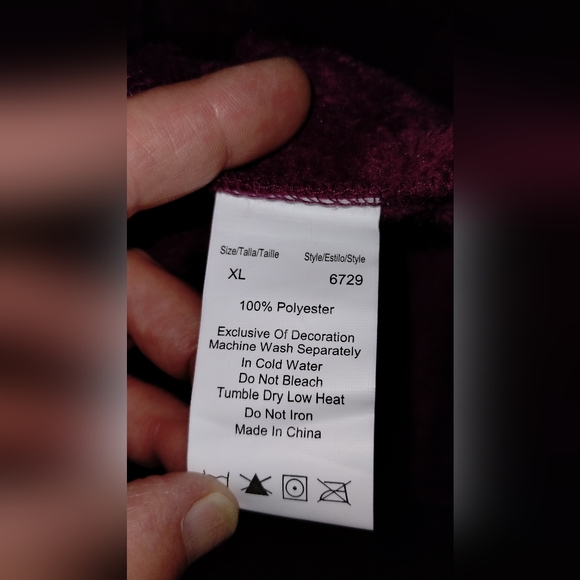 Size/Talla/Taille Style/Estilo/Style
XL 6729
100% Polyester
Exclusive Of Decoration
Machine Wash Separately
In Cold Water
Do Not Bleach
Tumble Dry Low Heat
Do Not Iron
Made In China